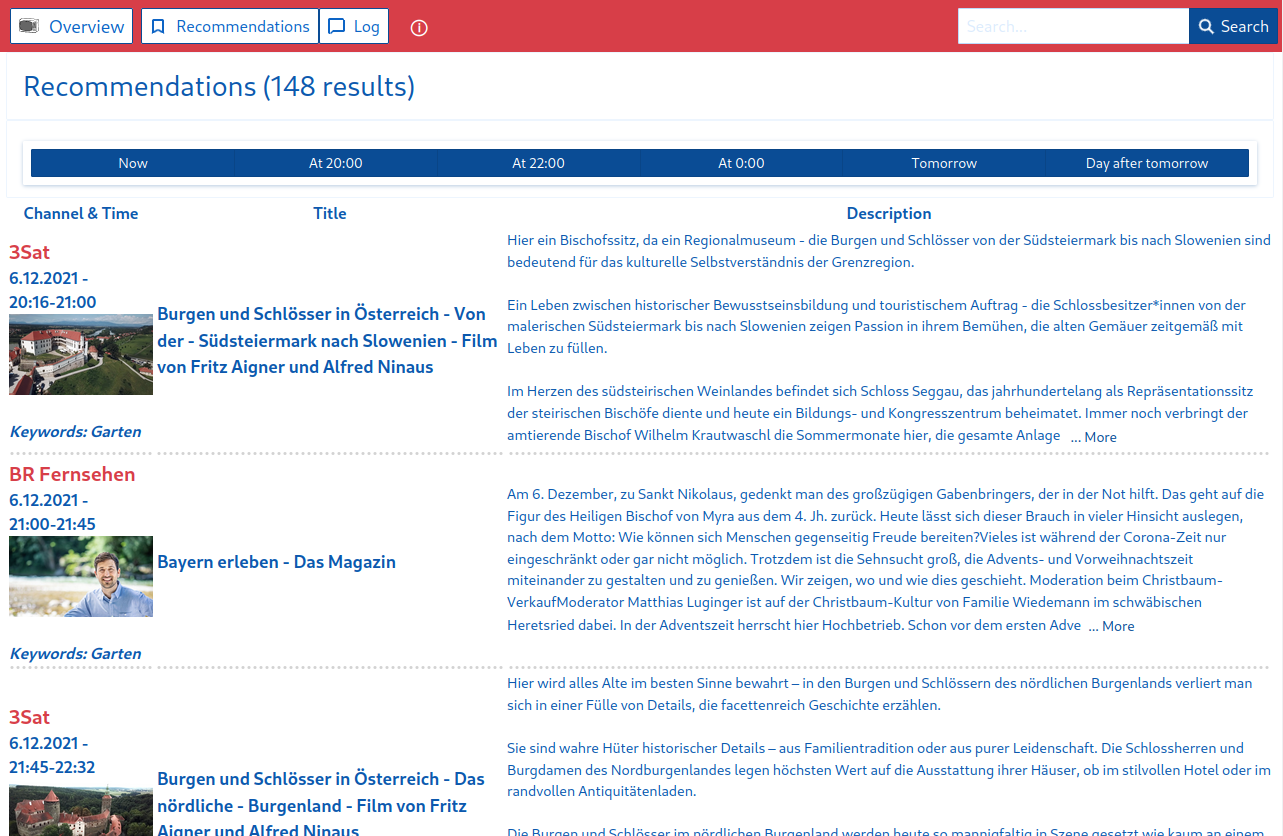 Overview
Recommendations
Log
Search...
Search
Recommendations (148 results)
Now
At 20:00
At 22:00
At 0:00
Tomorrow
Day after tomorrow
Channel & Time
Title
Description
3Sat
6.12.2021 -
20:16-21:00
Keywords: Garten
Burgen und Schlösser in Österreich - Von
der - Südsteiermark nach Slowenien - Film
von Fritz Aigner und Alfred Ninaus
Hier ein Bischofssitz, da ein Regionalmuseum - die Burgen und Schlösser von der Südsteiermark bis nach Slowenien sind
bedeutend für das kulturelle Selbstverständnis der Grenzregion.
Ein Leben zwischen historischer Bewusstseinsbildung und touristischem Auftrag - die Schlossbesitzer*innen von der
malerischen Südsteiermark bis nach Slowenien zeigen Passion in ihrem Bemühen, die alten Gemäuer zeitgemäß mit
Leben zu füllen.
Im Herzen des südsteirischen Weinlandes befindet sich Schloss Seggau, das jahrhundertelang als Repräsentationssitz
der steirischen Bischöfe diente und heute ein Bildungs- und Kongresszentrum beheimatet. Immer noch verbringt der
amtierende Bischof Wilhelm Krautwaschl die Sommermonate hier, die gesamte Anlage ... More
BR Fernsehen
6.12.2021 -
21:00-21:45
Keywords: Garten
Bayern erleben - Das Magazin
Am 6. Dezember, zu Sankt Nikolaus, gedenkt man des großzügigen Gabenbringers, der in der Not hilft. Das geht auf die
Figur des Heiligen Bischof von Myra aus dem 4. Jh. zurück. Heute lässt sich dieser Brauch in vieler Hinsicht auslegen,
nach dem Motto: Wie können sich Menschen gegenseitig Freude bereiten?Vieles ist während der Corona-Zeit nur
eingeschränkt oder gar nicht möglich. Trotzdem ist die Sehnsucht groß, die Advents- und Vorweihnachtszeit
miteinander zu gestalten und zu genießen. Wir zeigen, wo und wie dies geschieht. Moderation beim Christbaum-
VerkaufModerator Matthias Luginger ist auf der Christbaum-Kultur von Familie Wiedemann im schwäbischen
Heretsried dabei. In der Adventszeit herrscht hier Hochbetrieb. Schon vor dem ersten Adve ... More
3Sat
6.12.2021 -
21:45-22:32
Burgen und Schlösser in Österreich - Das
nördliche - Burgenland - Film von Fritz
Aigner und Alfred Ninaus
Hier wird alles Alte im besten Sinne bewahrt – in den Burgen und Schlössern des nördlichen Burgenlands verliert man
sich in einer Fülle von Details, die facettenreich Geschichte erzählen.
Sie sind wahre Hüter historischer Details – aus Familientradition oder aus purer Leidenschaft. Die Schlossherren und
Burgdamen des Nordburgenlandes legen höchsten Wert auf die Ausstattung ihrer Häuser, ob im stilvollen Hotel oder im
randvollen Antiquitätenladen.
Die Burgen und Schlösser im nördlichen Burgenland werden heute so mannigfaltig in Szene gesetzt wie kaum an einem